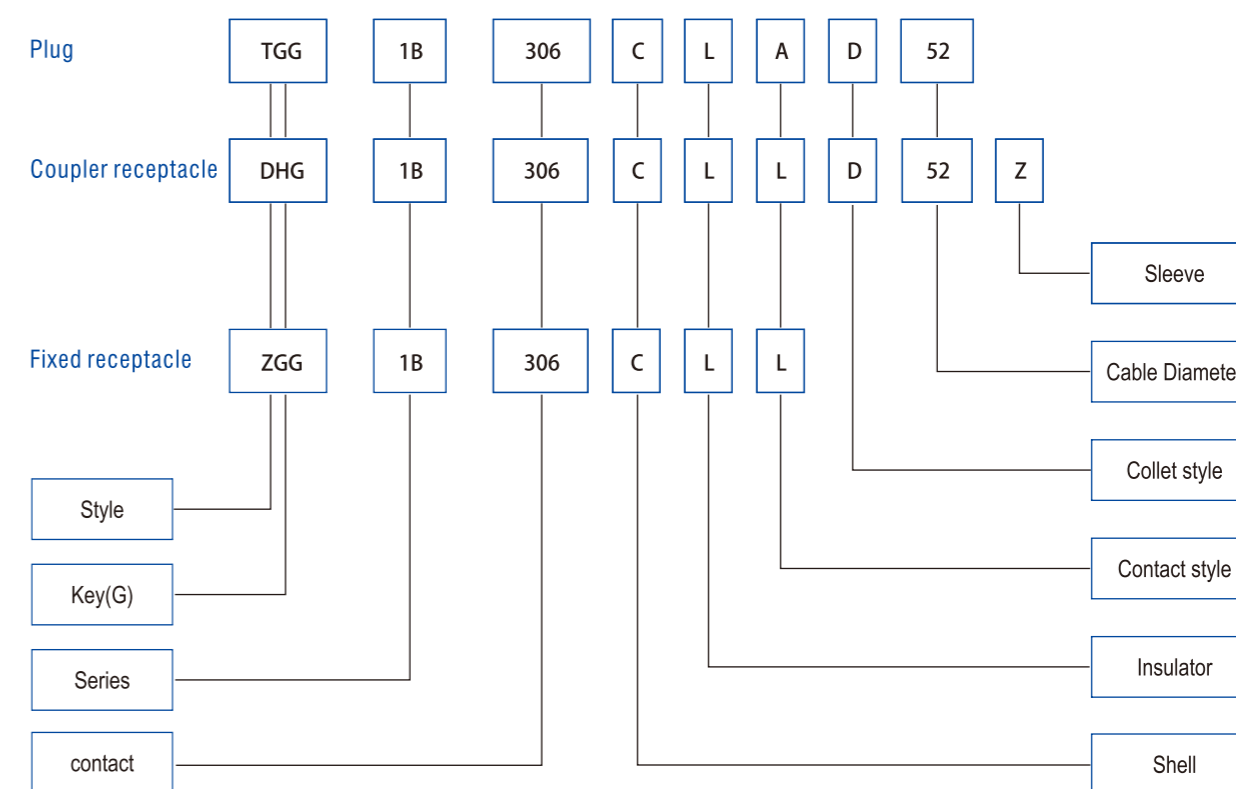 Plug TGG 1B 306 C L A D 52
Coupler receptacle DHG 1B 306 C L L D 52 Z
Sleeve
Fixed receptacle ZGG 1B 306 C L L
Cable Diamete
Collet style
Style
Contact style
Key(G)
Insulator
Series
contact
Shell